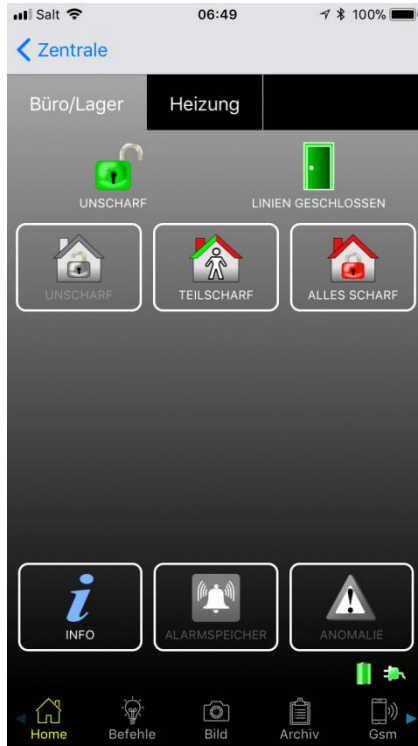 Salt 06:49 100%
Zentrale
Büro/Lager Heizung
UNSCHARF LINIEN GESCHLOSSEN
UNSCHARF TEILSCHARF ALLES SCHARF
INFO ALARMSPEICHER ANOMALIE
Home Befehle Bild Archiv Gsm